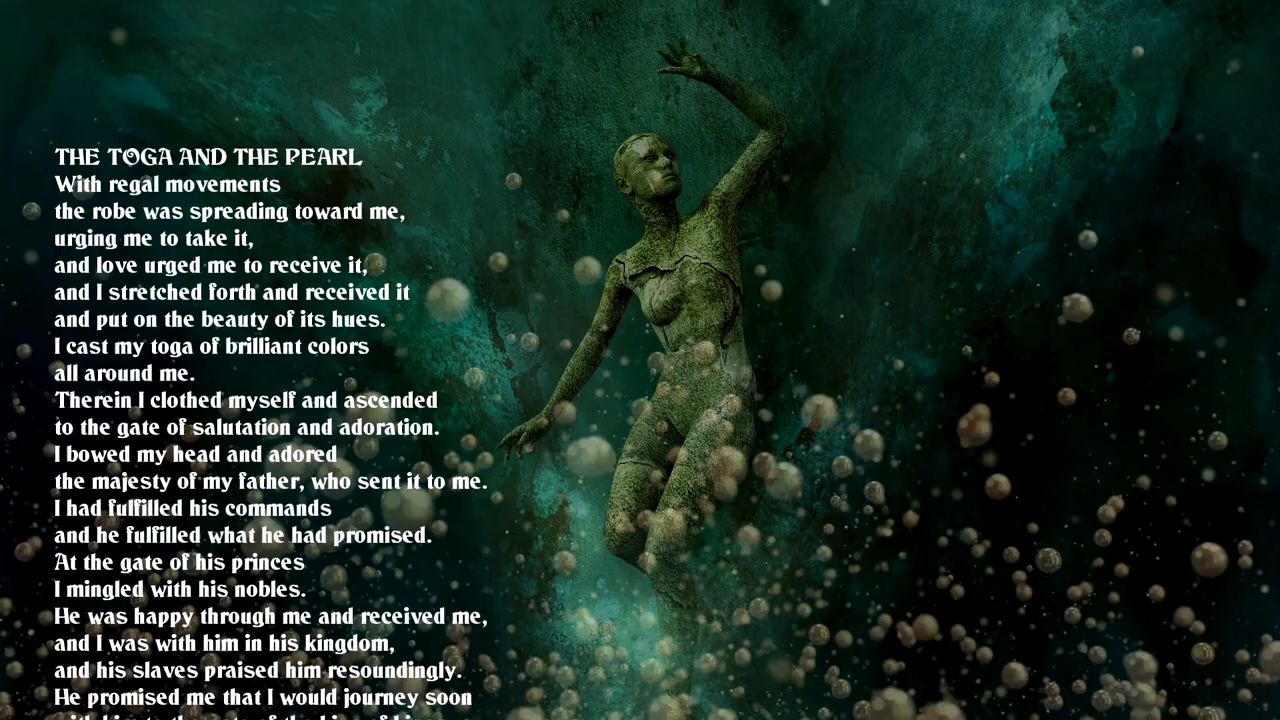 THE TOGA AND THE PEARL
With regal movements
the robe was spreading toward me,
urging me to take it,
and love urged me to receive it,
and I stretched forth and received it
and put on the beauty of its hues.
I cast my toga of brilliant colors
all around me.
Therein I clothed myself and ascended
to the gate of salutation and adoration.
I bowed my head and adored
the majesty of my father, who sent it to me.
I had fulfilled his commands
and he fulfilled what he had promised.
At the gate of his princes
I mingled with his nobles.
He was happy through me and received me,
and I was with him in his kingdom,
and his slaves praised him resoundingly.
He promised me that I would journey soon